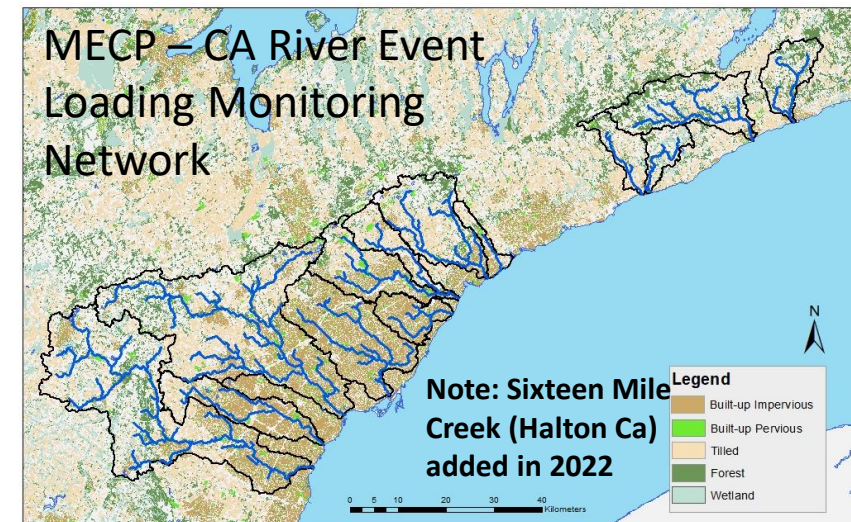 MECP – CA River Event
Loading Monitoring
Network
N
Note: Sixteen Mile
Creek (Halton Ca)
added in 2022
Legend
Built-up Impervious
Built-up Pervious
Tilled
Forest
Wetland
0 5 10 20 30 40
Kilometers